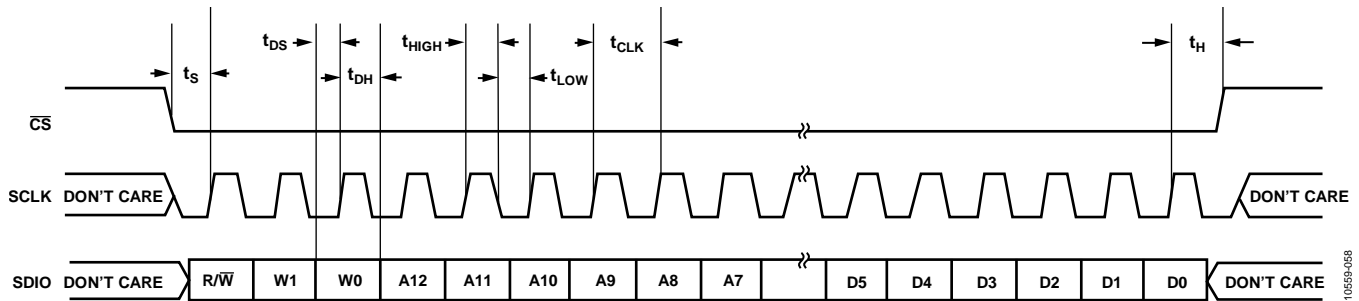 tDS tHIGH tCLK tH
tS tDH tLOW
CS
SCLK DON'T CARE DON'T CARE
SDIO DON'T CARE R/W W1 W0 A12 A11 A10 A9 A8 A7 D5 D4 D3 D2 D1 D0 DON'T CARE
10559-058